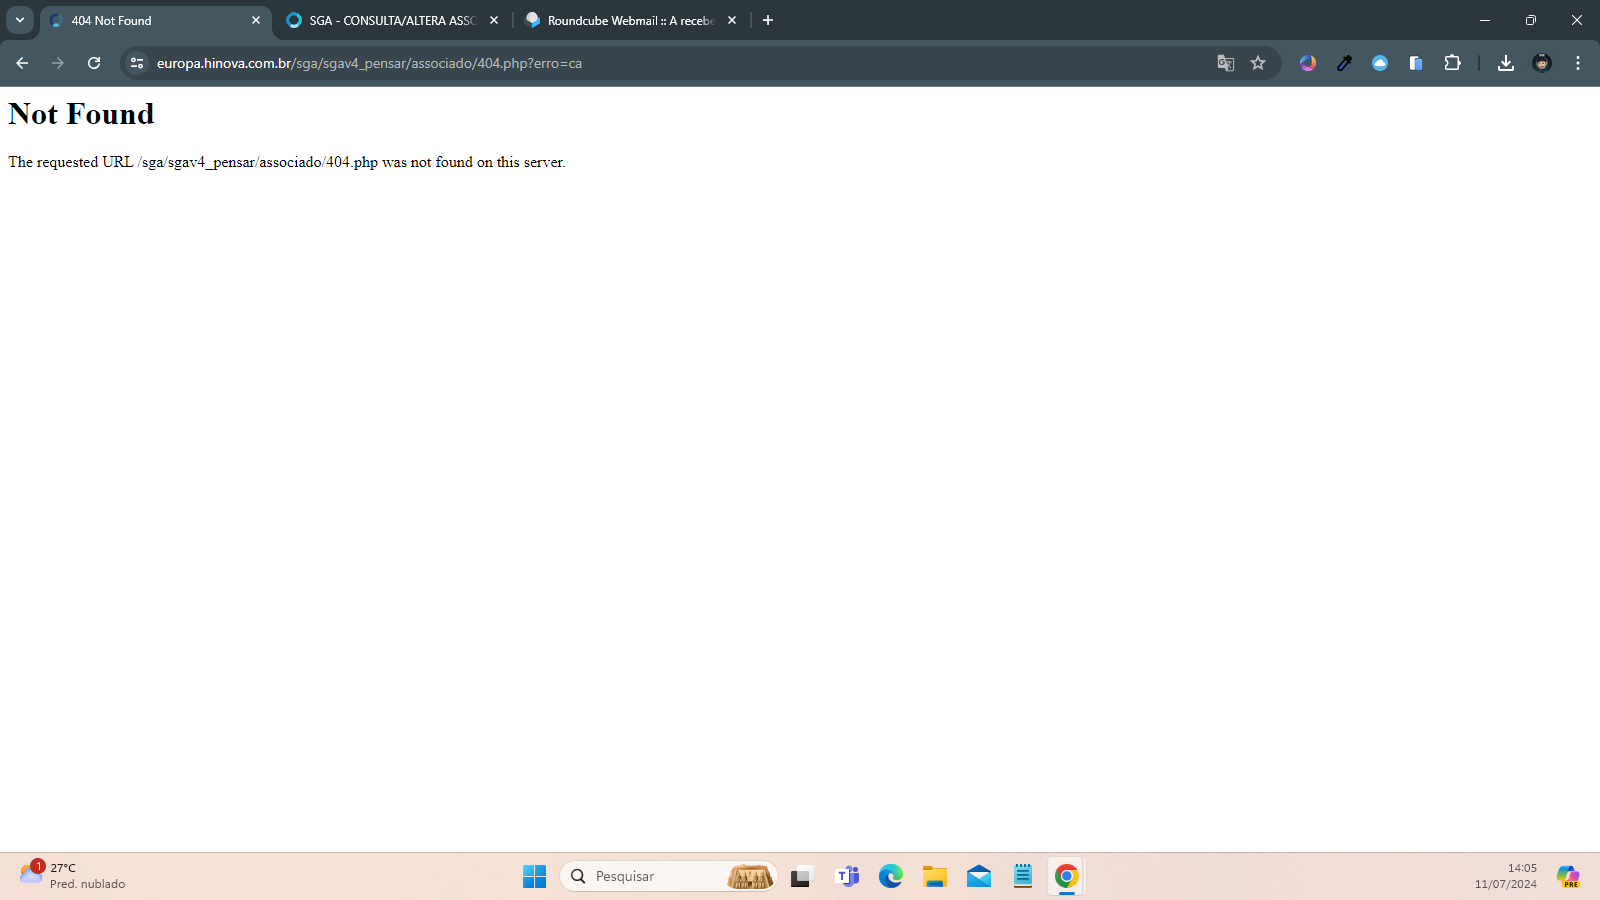 404 Not Found
SGA - CONSULTA/ALTERA ASSC
Roundcube Webmail :: A recebe
europa.hinova.com.br/sga/sgav4_pensar/associado/404.php?erro=ca
Not Found
The requested URL /sga/sgav4_pensar/associado/404.php was not found on this server.
1
27°C
Pred. nublado
Pesquisar
T
PRE
14:05
11/07/2024